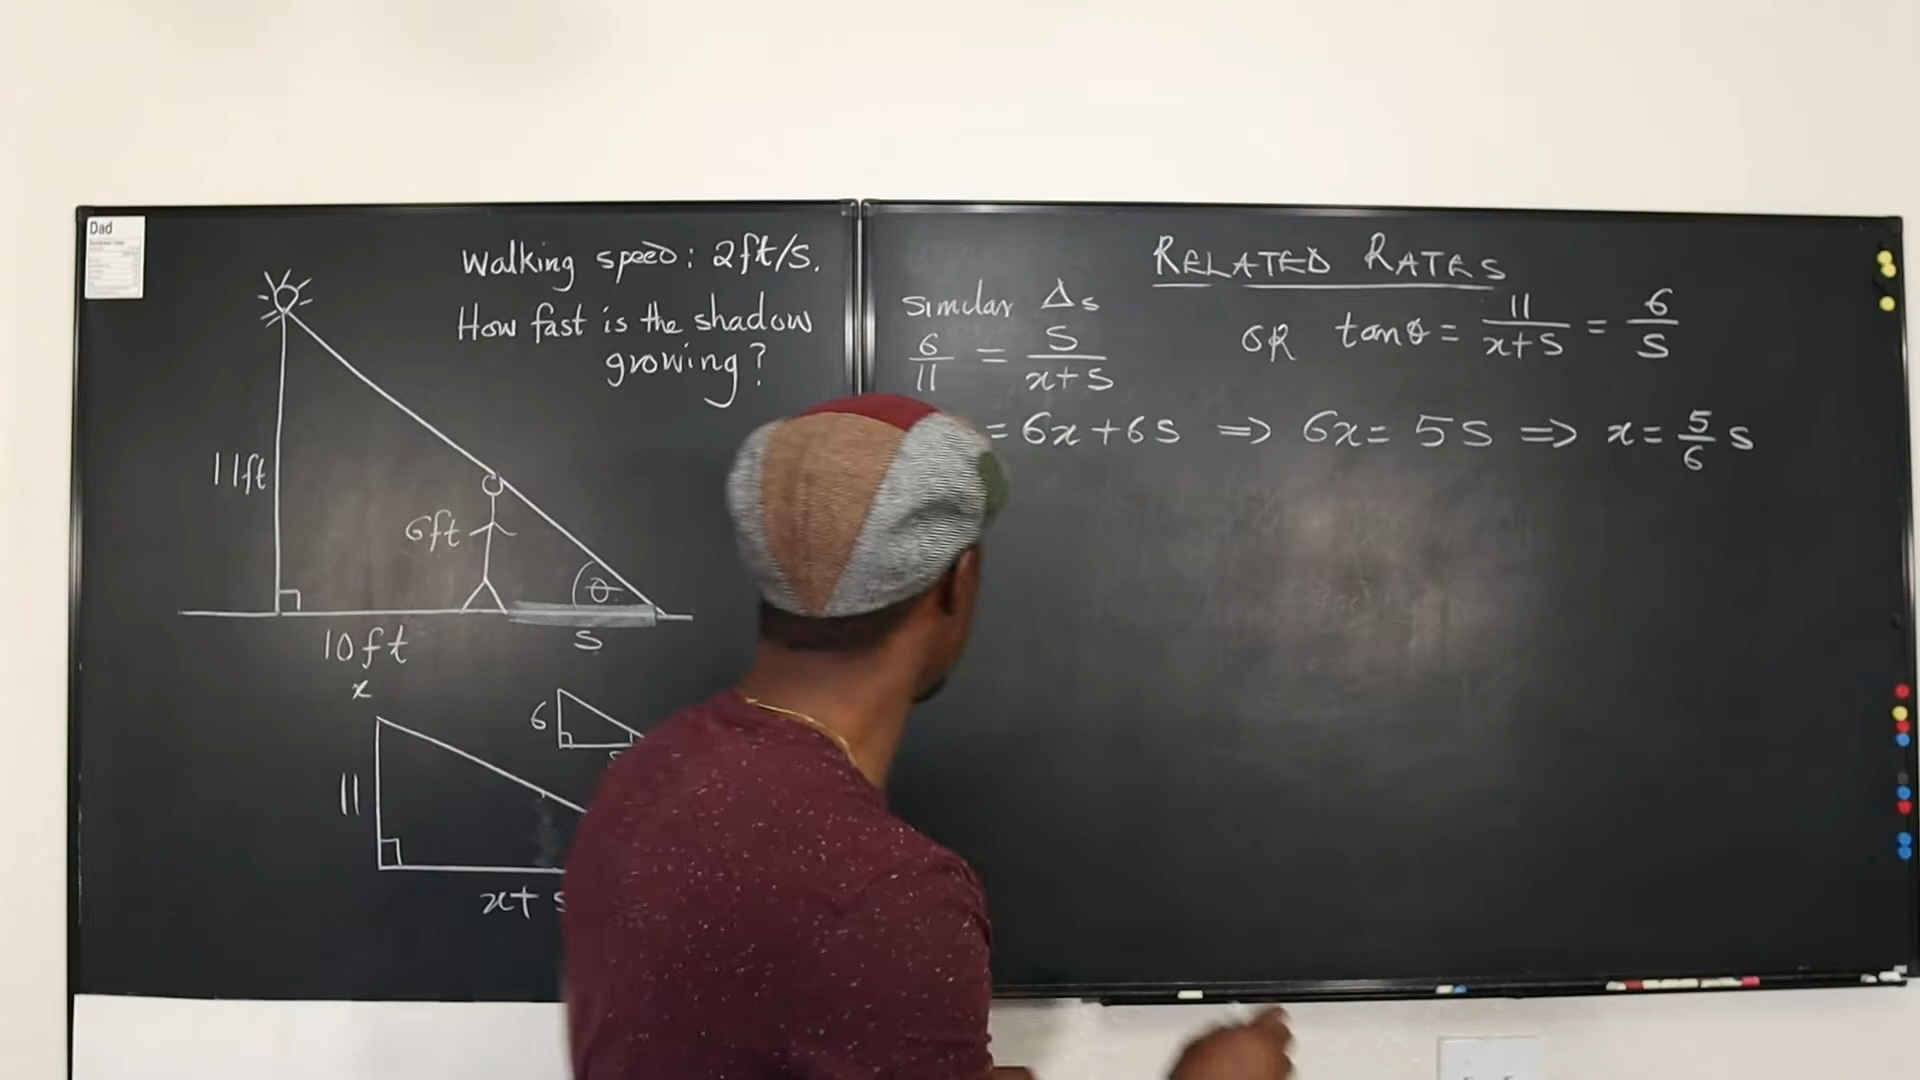 Dad
Walking speed: 2ft/s.
How fast is the shadow
growing?
11ft
6ft
θ
10ft
s
x
6
11
x+ s
RELATED RATES
Similar Δs
6/11 = S/x+S
OR tanθ = 11/x+S = 6/S
= 6x+6S ⇒ 6x= 5S ⇒ x= 5/6 S